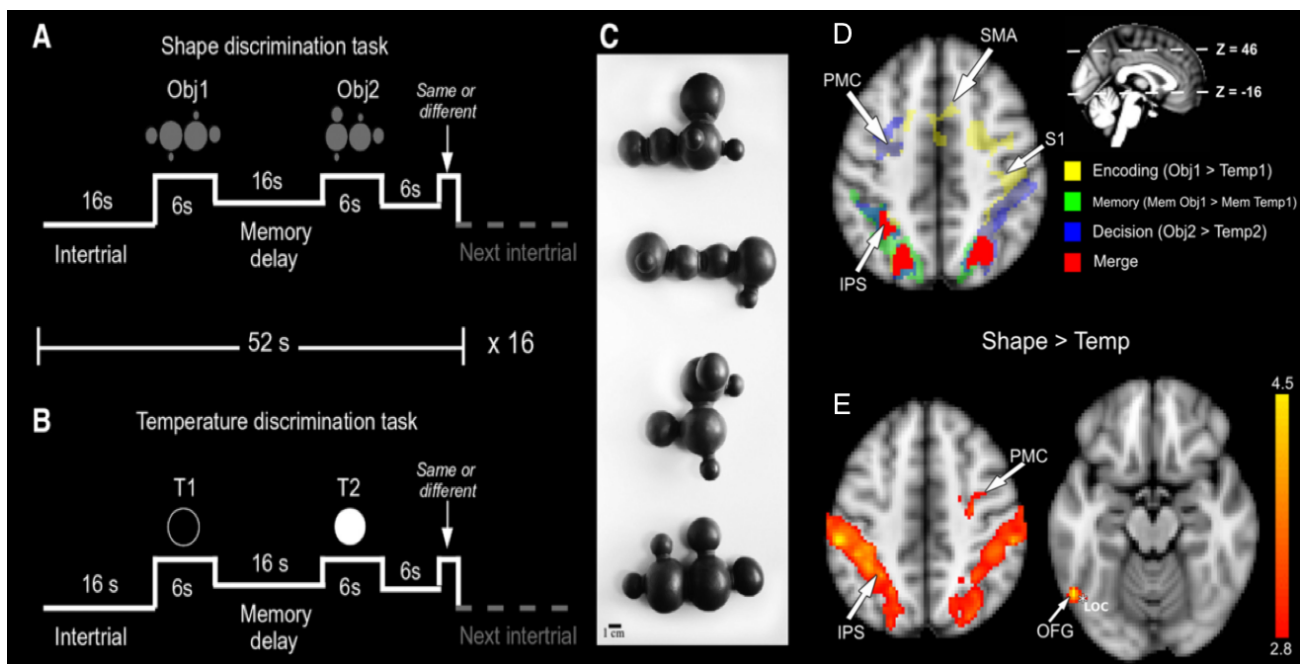 A
Shape discrimination task
Obj1
Obj2
Same or
different
16s
6s
16s
6s
6s
Intertrial
Memory
delay
Next intertrial
52 s
x 16
B
Temperature discrimination task
T1
T2
Same or
different
16 s
6s
16 s
6s
6s
Intertrial
Memory
delay
Next intertrial
C
1 cm
D
SMA
PMC
S1
IPS
Z = 46
Z = -16
Encoding (Obj1 > Temp1)
Memory (Mem Obj1 > Mem Temp1)
Decision (Obj2 > Temp2)
Merge
Shape > Temp
E
PMC
IPS
OFG
LOC
4.5
2.8